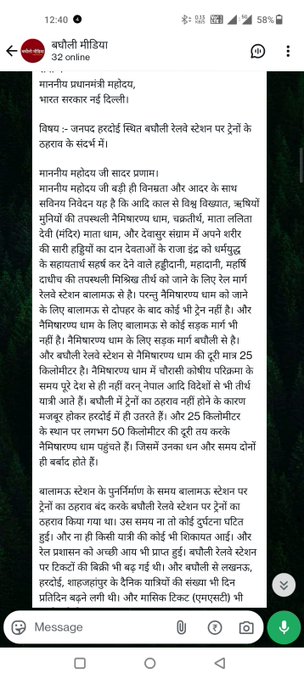 12:40
58%
बघौली मीडिया
32 online
माननीय प्रधानमंत्री महोदय,
भारत सरकार नई दिल्ली।
विषय :- जनपद हरदोई स्थित बघौली रेलवे स्टेशन पर ट्रेनों के
ठहराव के संदर्भ में।
माननीय महोदय जी सादर प्रणाम।
माननीय महोदय जी बड़ी ही विनम्रता और आदर के साथ
सविनय निवेदन यह है कि आदि काल से विश्व विख्यात, ऋषियों
मुनियों की तपस्थली नैमिषारण्य धाम, चक्रतीर्थ, माता ललिता
देवी (मंदिर) माता धाम, और देवासुर संग्राम में अपने शरीर
की सारी हड्डियों का दान देवताओं के राजा इंद्र को धर्मयुद्ध
के सहायतार्थ सहर्ष कर देने वाले हड्डीदानी, महादानी, महर्षि
दाधीच की तपस्थली मिश्रिख तीर्थ को जाने के लिए रेल मार्ग
रेलवे स्टेशन बालामऊ से है। परन्तु नैमिषारण्य धाम को जाने
के लिए बालामऊ से दोपहर के बाद कोई भी ट्रेन नहीं है। और
नैमिषारण्य धाम के लिए बालामऊ से कोई सड़क मार्ग भी
नहीं है। नैमिषारण्य धाम के लिए सड़क मार्ग बघौली से है।
और बघौली रेलवे स्टेशन से नैमिषारण्य धाम की दूरी मात्र 25
किलोमीटर है। नैमिषारण्य धाम में चौरासी कोषीय परिक्रमा के
समय पूरे देश से ही नहीं वरन् नेपाल आदि विदेशों से भी तीर्थ
यात्री आते हैं। बघौली में ट्रेनों का ठहराव नहीं होने के कारण
मजबूर होकर हरदोई में ही उतरते हैं। और 25 किलोमीटर
के स्थान पर लगभग 50 किलोमीटर की दूरी तय करके
नैमिषारण्य धाम पहुंचते हैं। जिसमें उनका धन और समय दोनों
ही बर्बाद होते हैं।
बालामऊ स्टेशन के पुनर्निर्माण के समय बालामऊ स्टेशन पर
ट्रेनों का ठहराव बंद करके बघौली रेलवे स्टेशन पर ट्रेनों का
ठहराव किया गया था। उस समय ना तो कोई दुर्घटना घटित
हुई। और ना ही किसी यात्री की कोई भी शिकायत आई। और
रेल प्रशासन को अच्छी आय भी प्राप्त हुई। बघौली रेलवे स्टेशन
पर टिकटों की बिक्री भी बढ़ गई थी। और बघौली से लखनऊ,
हरदोई, शाहजहांपुर के दैनिक यात्रियों की संख्या भी दिन
प्रतिदिन बढ़ने लगी थी। और मासिक टिकट (एमएसटी) भी
Message